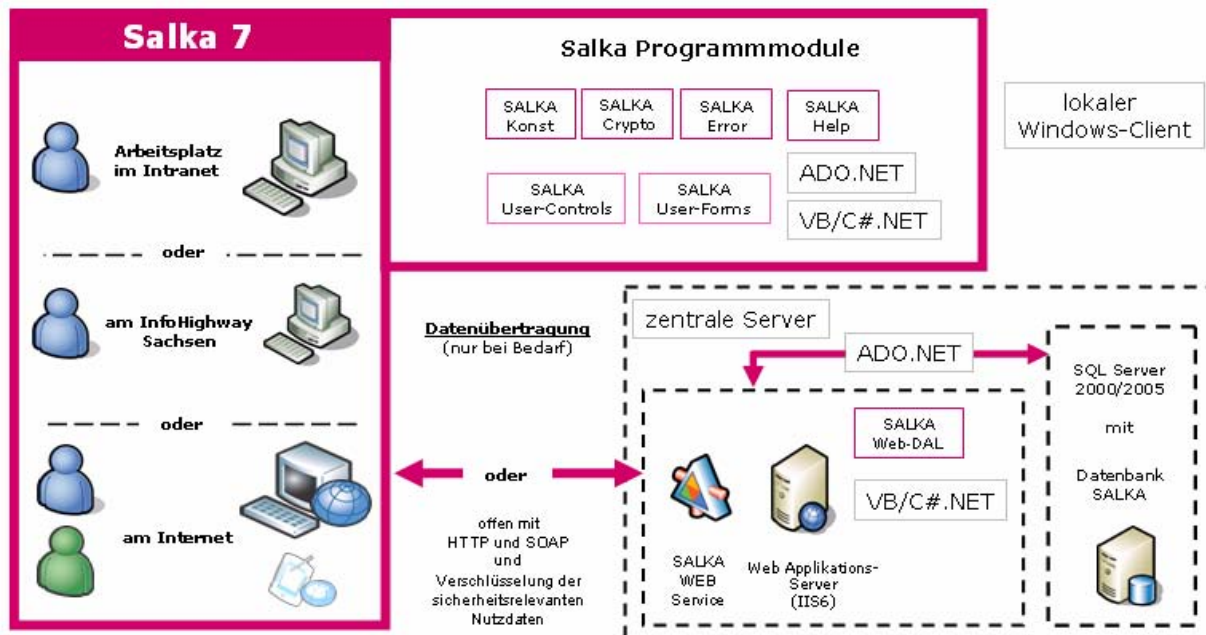 Salka 7
Arbeitsplatz
im Intranet
oder
am InfoHighway
Sachsen
oder
am Internet
Salka Programmmodule
SALKA
Konst
SALKA
Crypto
SALKA
Error
SALKA
Help
SALKA
User-Controls
SALKA
User-Forms
ADO.NET
VB/C#.NET
lokaler
Windows-Client
Datenübertragung
(nur bei Bedarf)
oder
offen mit
HTTP und SOAP
und
Verschlüsselung der
sicherheitsrelevanten
Nutzdaten
zentrale Server
ADO.NET
SALKA
Web-DAL
VB/C#.NET
SALKA
WEB
Service
Web Applikations-
Server
(IIS6)
SQL Server
2000/2005
mit
Datenbank
SALKA